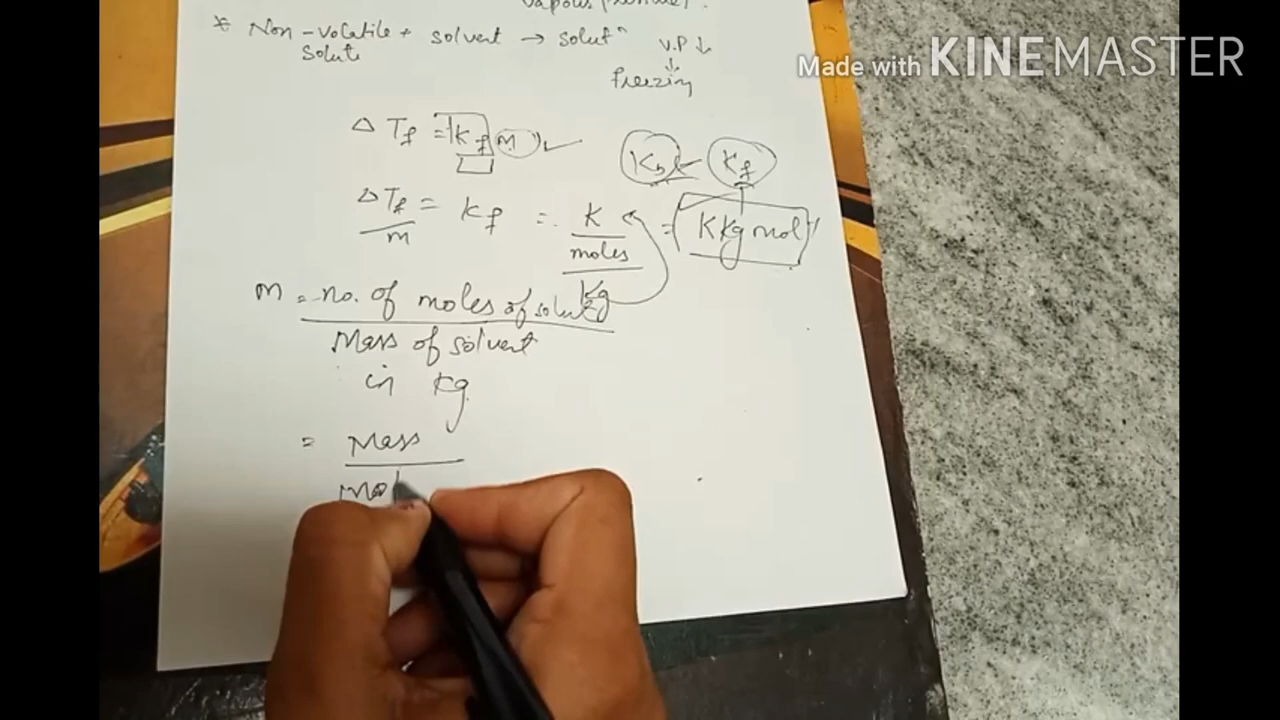 Made with KINEMASTER
* Non-volatile + solvent → solutⁿ V.P ↓
solute ↓
freezing
Δ Tf = kf m ✓
Kb Kf
ΔTf / m = Kf = K / moles / kg = K kg mol⁻¹
m = no. of moles of solute
Mass of solvent
in kg
= Mass
mol